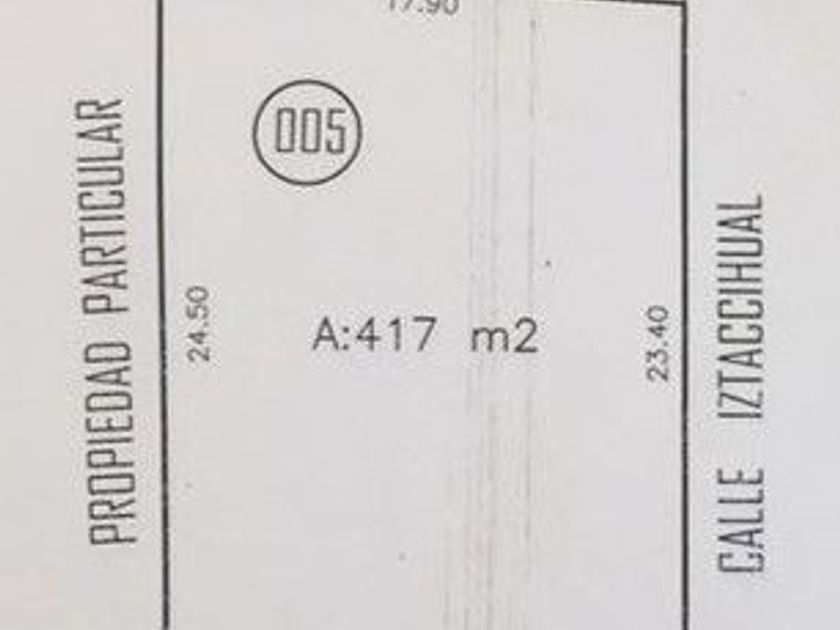 17.90
005
PROPIEDAD PARTICULAR
24.50
A:417 m2
23.40
CALLE IZTACCIHUAL